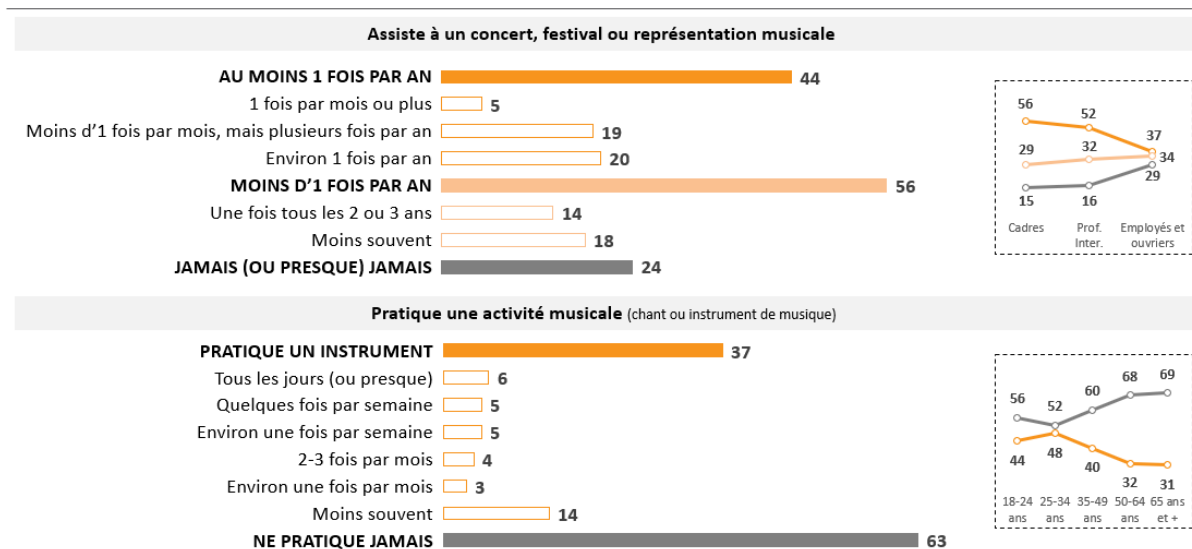 Assiste à un concert, festival ou représentation musicale
AU MOINS 1 FOIS PAR AN 44
1 fois par mois ou plus 5
Moins d'1 fois par mois, mais plusieurs fois par an 19
Environ 1 fois par an 20
MOINS D'1 FOIS PAR AN 56
Une fois tous les 2 ou 3 ans 14
Moins souvent 18
JAMAIS (OU PRESQUE) JAMAIS 24
56 52 37
29 32 34
15 16 29
Cadres Prof. Employés et
Inter. ouvriers
Pratique une activité musicale (chant ou instrument de musique)
PRATIQUE UN INSTRUMENT 37
Tous les jours (ou presque) 6
Quelques fois par semaine 5
Environ une fois par semaine 5
2-3 fois par mois 4
Environ une fois par mois 3
Moins souvent 14
NE PRATIQUE JAMAIS 63
56 52 60 68 69
44 48 40 32 31
18-24 25-34 35-49 50-64 65 ans
ans ans ans ans et +